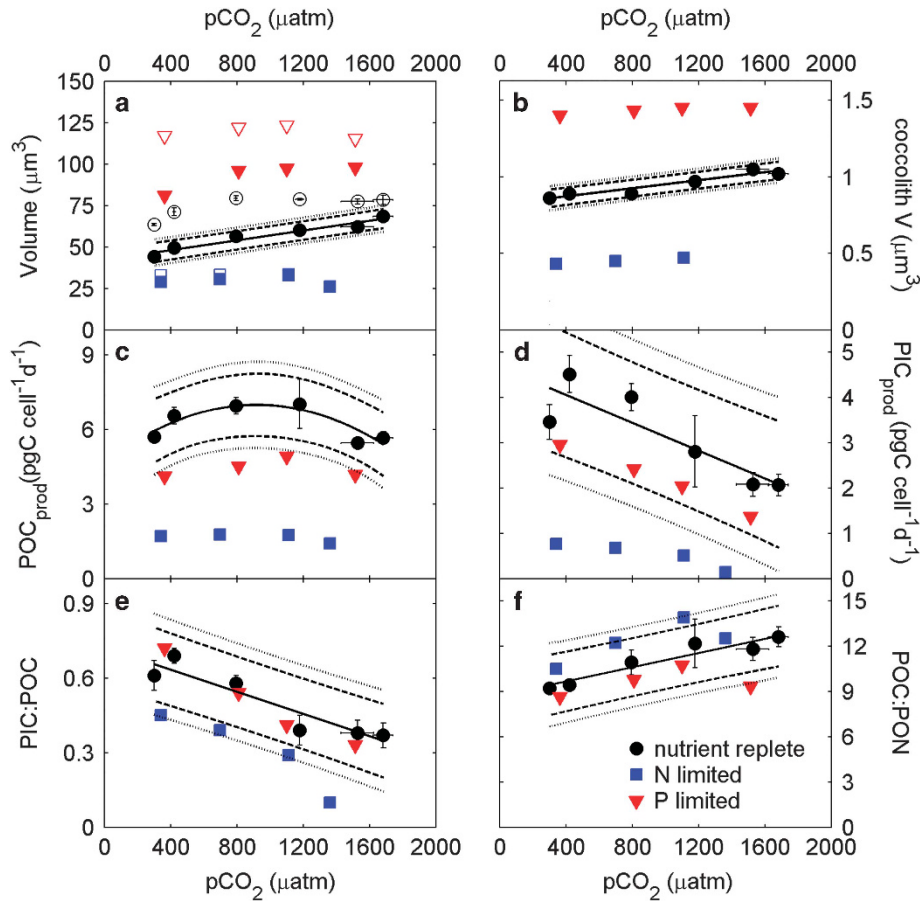 pCO2 (µatm) pCO2 (µatm)
0 400 800 1200 1600 2000 0 400 800 1200 1600 2000
a
150
125
100
75
50
25
0
Volume (µm3)
b
1.5
1
0.5
0
coccolith V (µm3)
c
9
6
3
0
POCprod(pgC cell-1d-1)
d
5
4
3
2
1
0
PICprod (pgC cell-1d-1)
e
0.9
0.6
0.3
0
PIC:POC
f
15
12
9
6
3
0
POC:PON
nutrient replete
N limited
P limited
0 400 800 1200 1600 2000 0 400 800 1200 1600 2000
pCO2 (µatm) pCO2 (µatm)